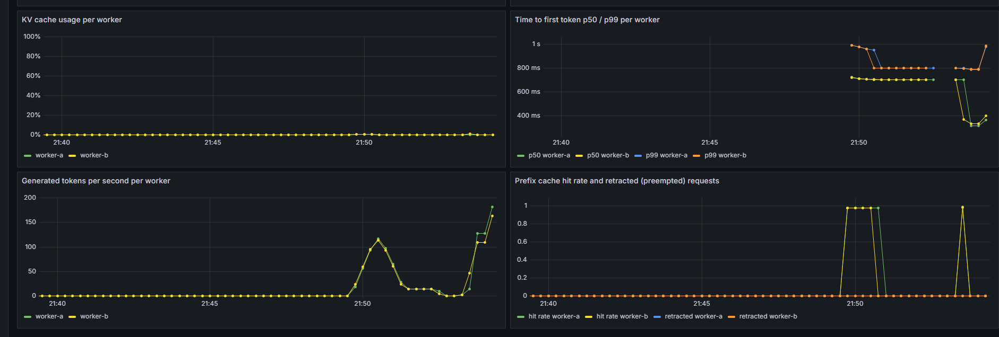 KV cache usage per worker
100%
80%
60%
40%
20%
0%
21:40 21:45 21:50
worker-a worker-b
Time to first token p50 / p99 per worker
1 s
800 ms
600 ms
400 ms
21:40 21:45 21:50
p50 worker-a p50 worker-b p99 worker-a p99 worker-b
Generated tokens per second per worker
200
150
100
50
0
21:40 21:45 21:50
worker-a worker-b
Prefix cache hit rate and retracted (preempted) requests
1
0.8
0.6
0.4
0.2
0
21:40 21:45 21:50
hit rate worker-a hit rate worker-b retracted worker-a retracted worker-b